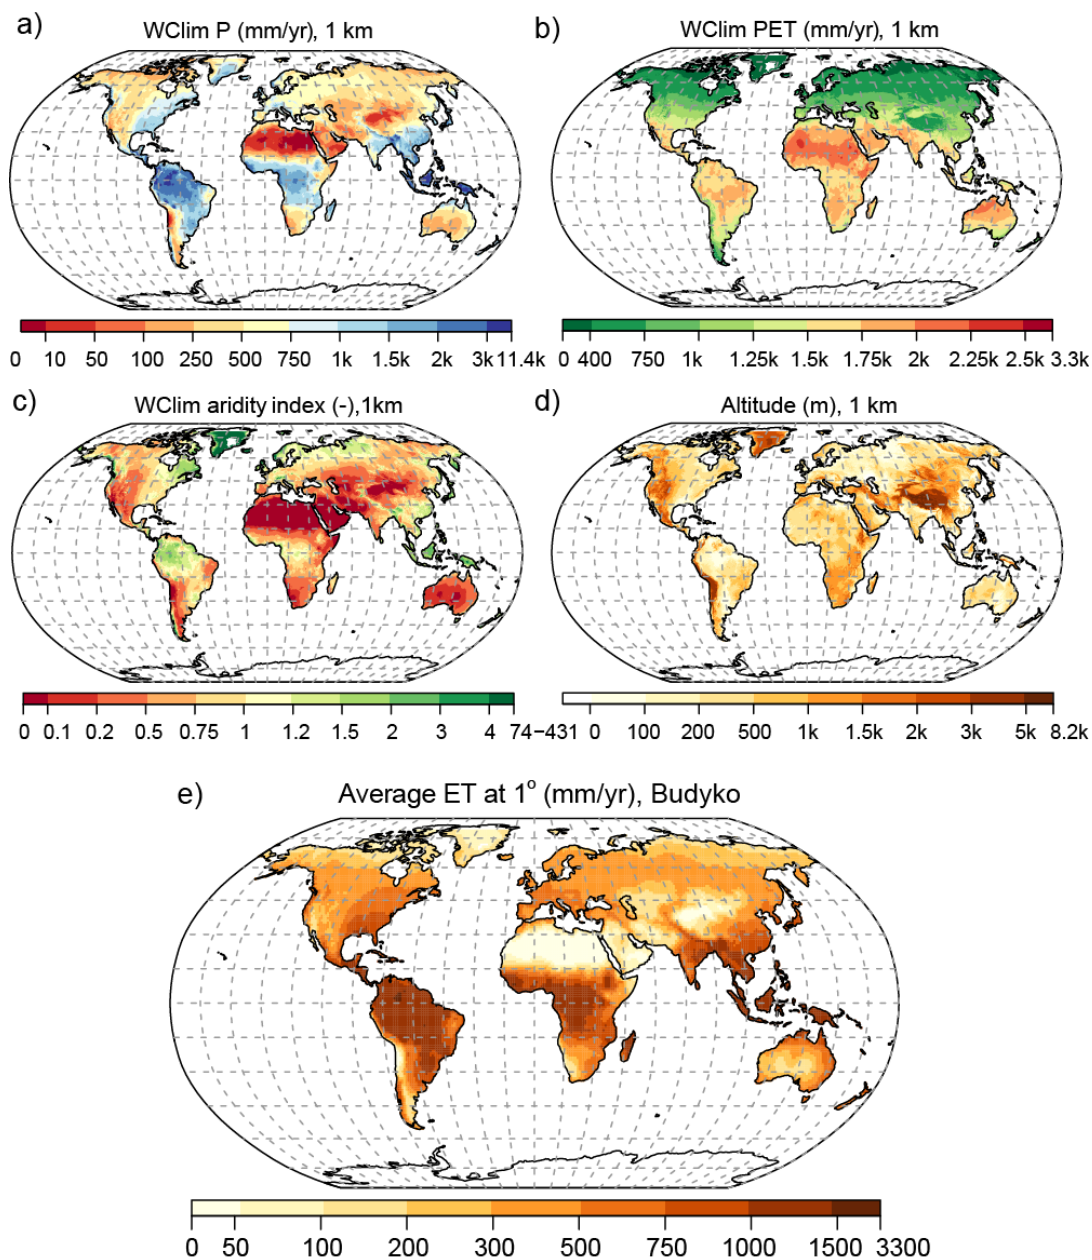 a)
WClim P (mm/yr), 1 km
0 10 50 100 250 500 750 1k 1.5k 2k 3k 11.4k
b)
WClim PET (mm/yr), 1 km
0 400 750 1k 1.25k 1.5k 1.75k 2k 2.25k 2.5k 3.3k
c)
WClim aridity index (-),1km
0 0.1 0.2 0.5 0.75 1 1.2 1.5 2 3 4 74
d)
Altitude (m), 1 km
−431 0 100 200 500 1k 1.5k 2k 3k 5k 8.2k
e)
Average ET at 1° (mm/yr), Budyko
0 50 100 200 300 500 750 1000 1500 3300